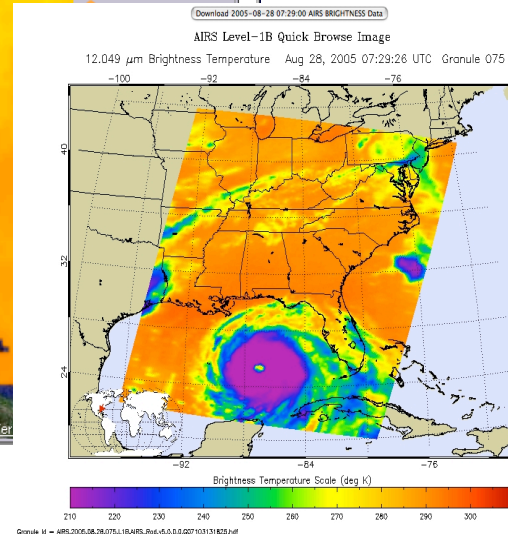 Download 2005-08-28 07:29:00 AIRS BRIGHTNESS Data
AIRS Level-1B Quick Browse Image
12.049 μm Brightness Temperature Aug 28, 2005 07:29:26 UTC Granule 075
-100 -92 -84 -76
40
32
24
-92 -84 -76
Brightness Temperature Scale (deg K)
210 220 230 240 250 260 270 280 290 300
er